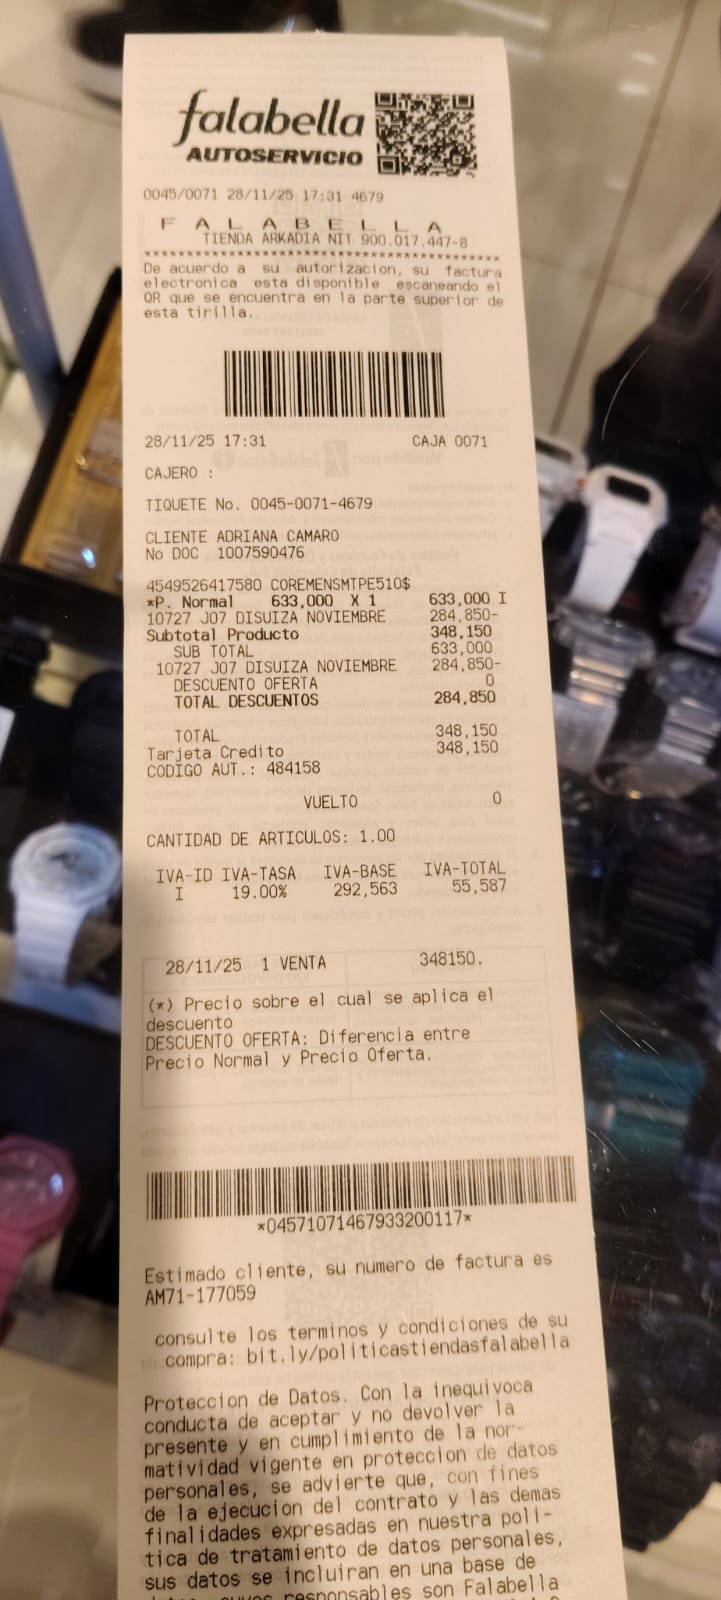 falabella
AUTOSERVICIO
0045/0071 28/11/25 17:31 4679
F A L A B E L L A
TIENDA ARKADIA NIT 900.017.447-8
************************************************
De acuerdo a su autorizacion, su factura
electronica esta disponible escaneando el
QR que se encuentra en la parte superior de
esta tirilla.
28/11/25 17:31 CAJA 0071
CAJERO :
TIQUETE No. 0045-0071-4679
CLIENTE ADRIANA CAMARO
No DOC 1007590476
4549526417580 COREMENSMTPE510$
*P. Normal 633,000 X 1 633,000 I
10727 J07 DISUIZA NOVIEMBRE 284,850-
Subtotal Producto 348,150
SUB TOTAL 633,000
10727 J07 DISUIZA NOVIEMBRE 284,850-
DESCUENTO OFERTA 0
TOTAL DESCUENTOS 284,850
TOTAL 348,150
Tarjeta Credito 348,150
CODIGO AUT.: 484158
VUELTO 0
CANTIDAD DE ARTICULOS: 1.00
IVA-ID IVA-TASA IVA-BASE IVA-TOTAL
I 19.00% 292,563 55,587
28/11/25 1 VENTA 348150.
(*) Precio sobre el cual se aplica el
descuento
DESCUENTO OFERTA: Diferencia entre
Precio Normal y Precio Oferta.
*04571071467933200117*
Estimado cliente, su numero de factura es
AM71-177059
consulte los terminos y condiciones de su
compra: bit.ly/politicastiendasfalabella
Proteccion de Datos. Con la inequivoca
conducta de aceptar y no devolver la
presente y en cumplimiento de la nor-
matividad vigente en proteccion de datos
personales, se advierte que, con fines
de la ejecucion del contrato y las demas
finalidades expresadas en nuestra poli-
tica de tratamiento de datos personales,
sus datos se incluiran en una base de
responsables son Falabella